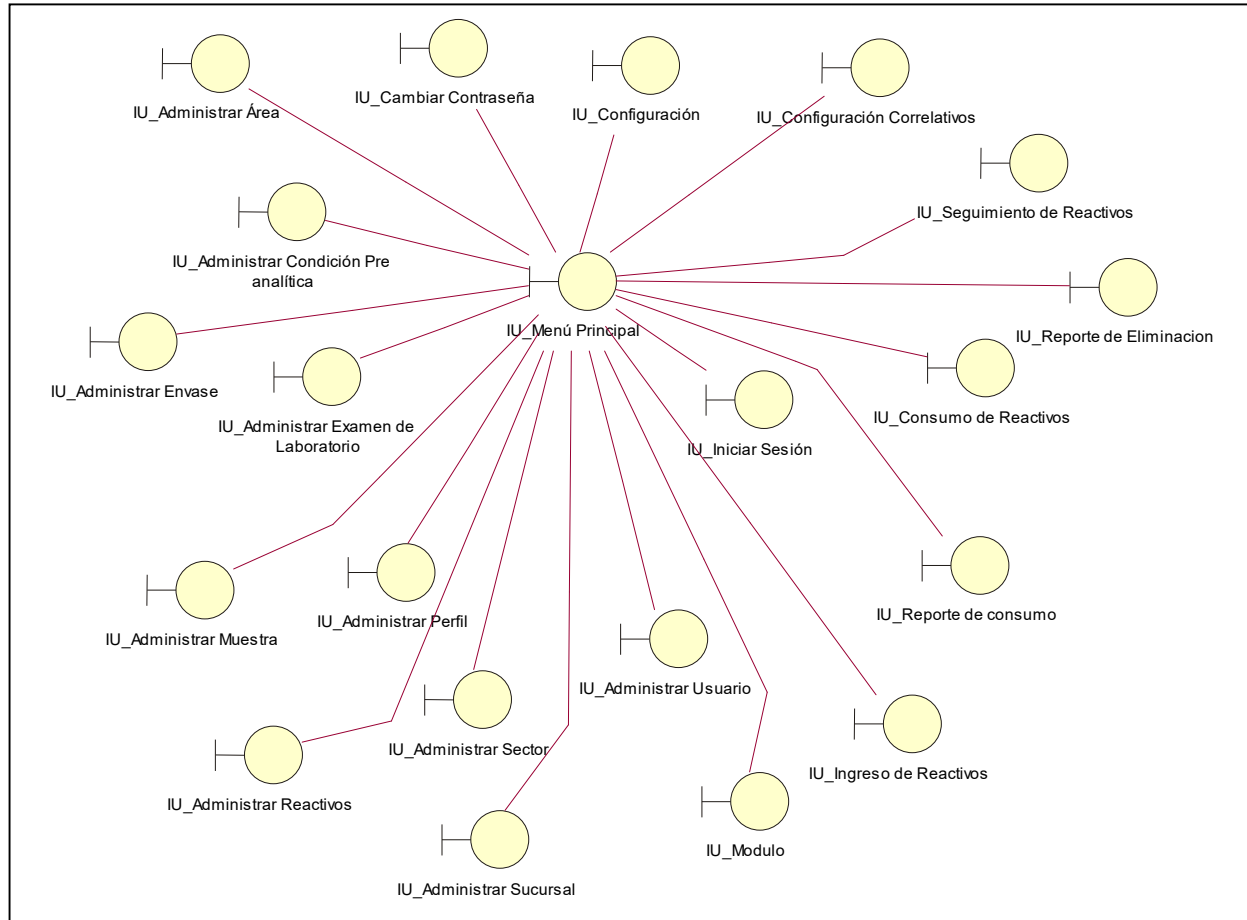 IU_Administrar Área
IU_Cambiar Contraseña
IU_Configuración
IU_Configuración Correlativos
IU_Seguimiento de Reactivos
IU_Administrar Condición Pre
analítica
IU_Menú Principal
IU_Reporte de Eliminacion
IU_Administrar Envase
IU_Administrar Examen de
Laboratorio
IU_Consumo de Reactivos
IU_Iniciar Sesión
IU_Administrar Muestra
IU_Administrar Perfil
IU_Reporte de consumo
IU_Administrar Usuario
IU_Administrar Sector
IU_Ingreso de Reactivos
IU_Administrar Reactivos
IU_Modulo
IU_Administrar Sucursal